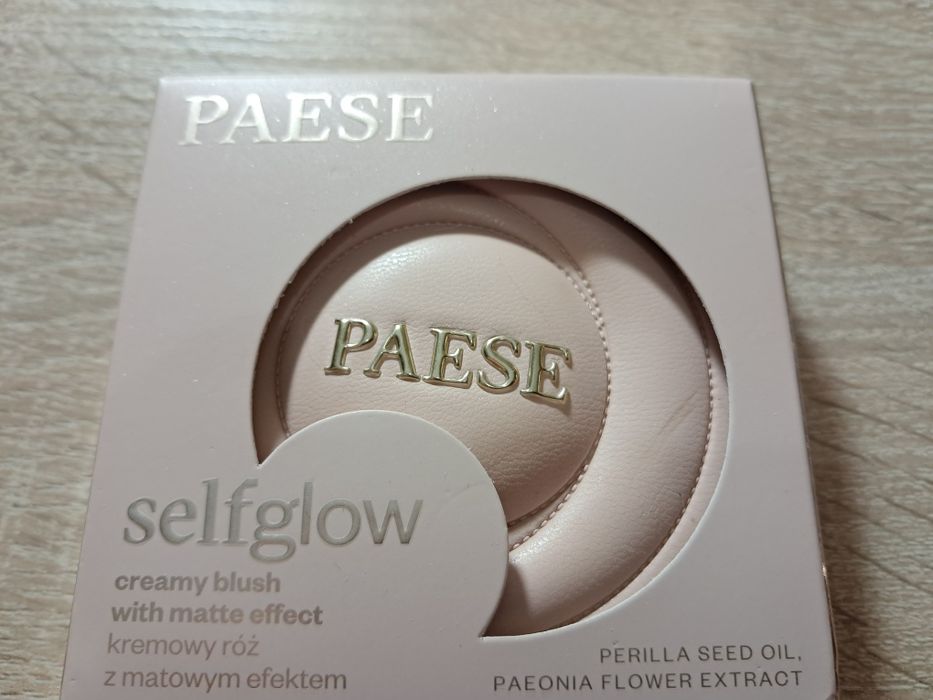 PAESE
PAESE
selfglow
creamy blush
with matte effect
kremowy róż
z matowym efektem
PERILLA SEED OIL,
PAEONIA FLOWER EXTRACT